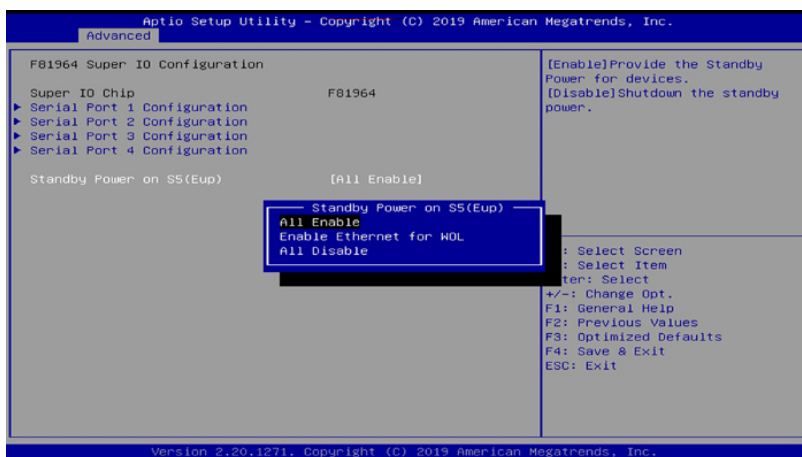 Aptio Setup Utility – Copyright (C) 2019 American Megatrends, Inc.
Advanced
F81964 Super IO Configuration
Super IO Chip F81964
Serial Port 1 Configuration
Serial Port 2 Configuration
Serial Port 3 Configuration
Serial Port 4 Configuration
Standby Power on S5(Eup) [All Enable]
[Enable]Provide the Standby
Power for devices.
[Disable]Shutdown the standby
power.
Standby Power on S5(Eup)
All Enable
Enable Ethernet for WOL
All Disable
: Select Screen
: Select Item
ter: Select
+/-: Change Opt.
F1: General Help
F2: Previous Values
F3: Optimized Defaults
F4: Save & Exit
ESC: Exit
Version 2.20.1271. Copyright (C) 2019 American Megatrends, Inc.